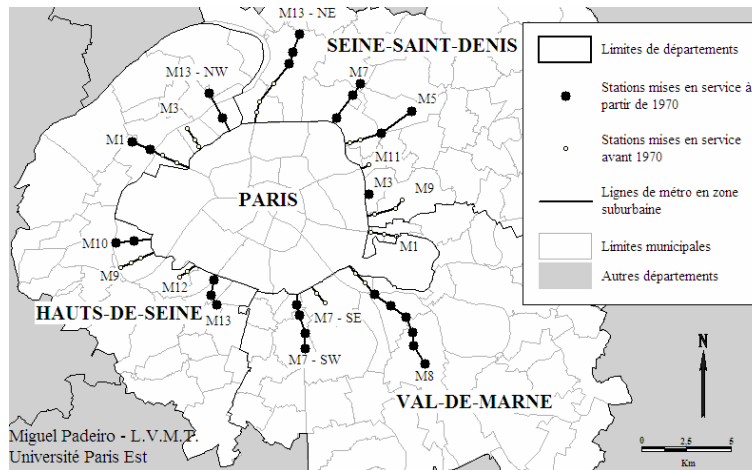 M13 - NE
SEINE-SAINT-DENIS
M13 - NW
M7
M3
M5
M1
M11
PARIS
M3
M9
M10
M1
M9
M12
HAUTS-DE-SEINE
M13
M7 - SE
M7 - SW
M8
VAL-DE-MARNE
Miguel Padeiro - L.V.M.T.
Université Paris Est
Limites de départements
Stations mises en service à
partir de 1970
Stations mises en service
avant 1970
Lignes de métro en zone
suburbaine
Limites municipales
Autres départements
N
0 2,5 5
Km